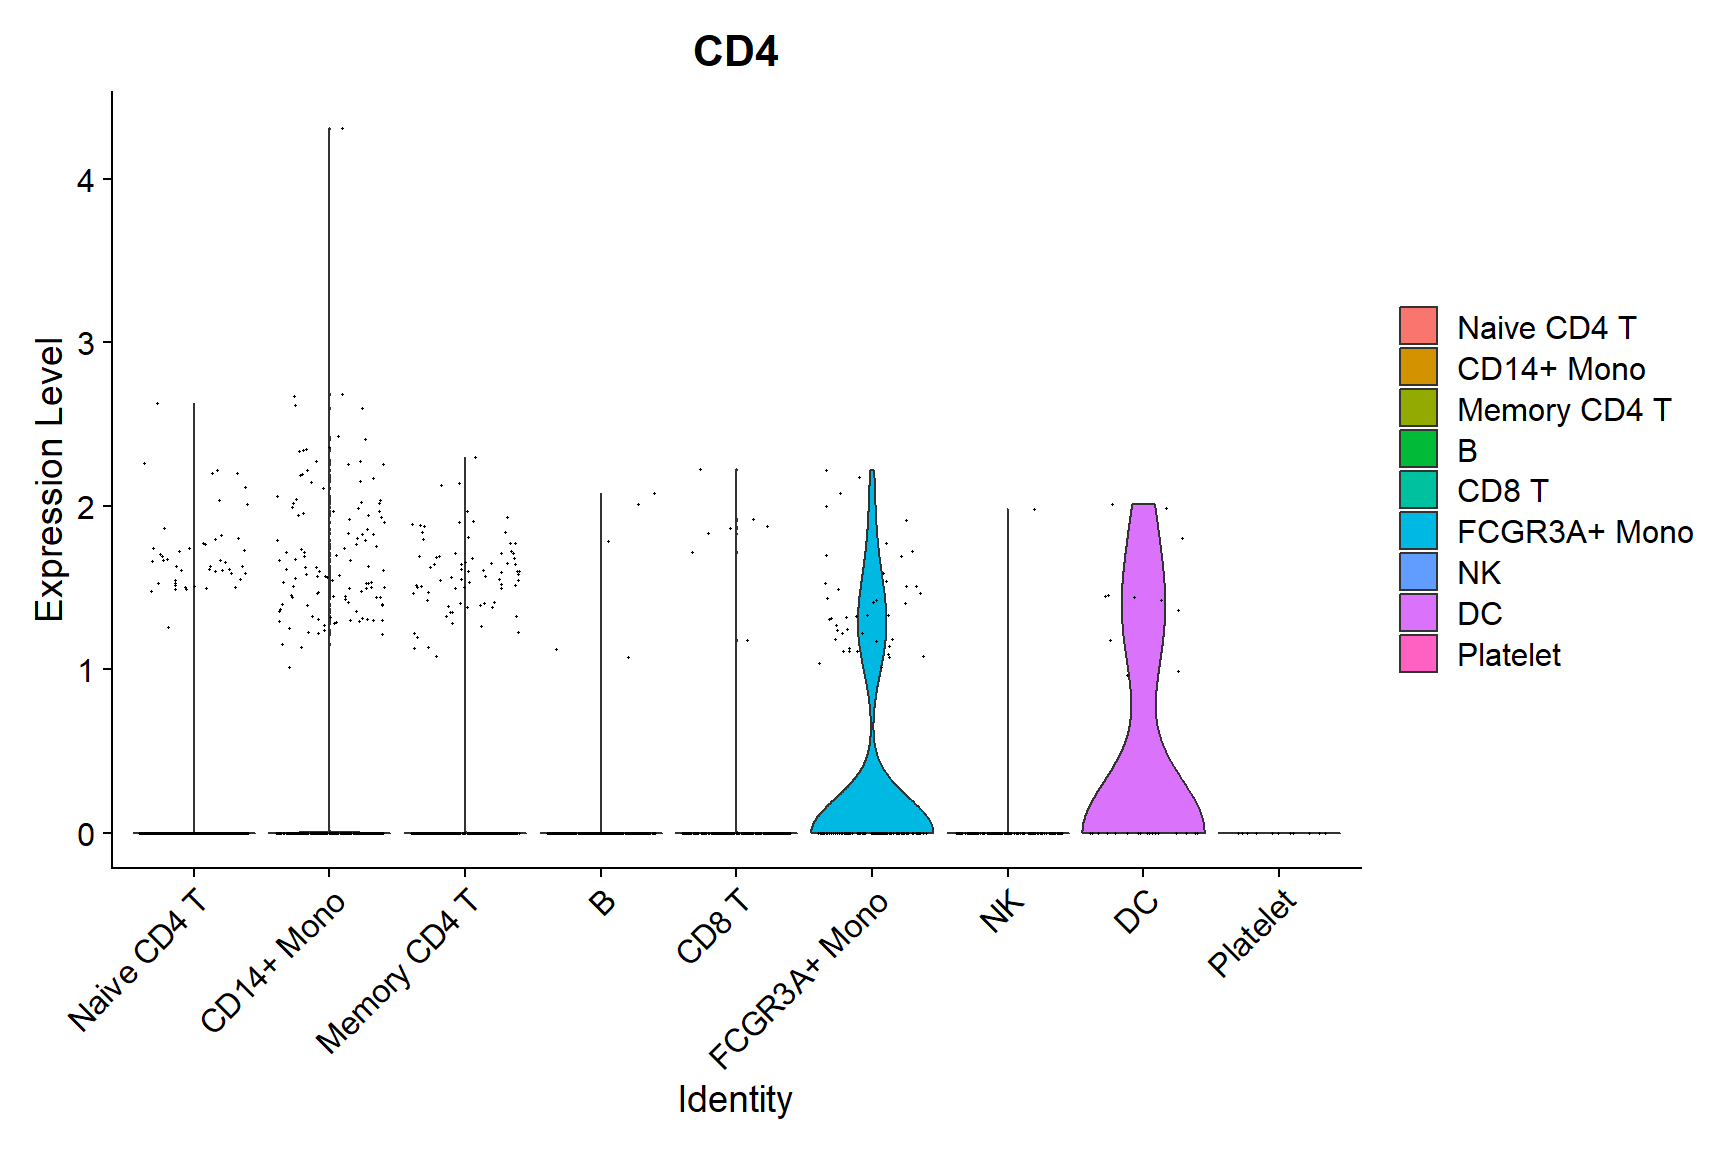 CD4
Expression Level
4
3
2
1
0
Naive CD4 T
CD14+ Mono
Memory CD4 T
B
CD8 T
FCGR3A+ Mono
NK
DC
Platelet
Identity
Naive CD4 T
CD14+ Mono
Memory CD4 T
B
CD8 T
FCGR3A+ Mono
NK
DC
Platelet